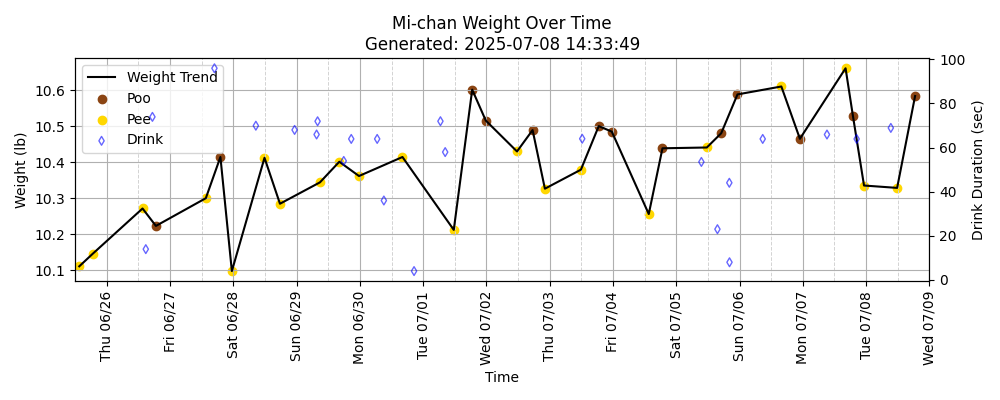 Mi-chan Weight Over Time
Generated: 2025-07-08 14:33:49
Weight Trend
Poo
Pee
Drink
Weight (lb)
10.6
10.5
10.4
10.3
10.2
10.1
100
80
60
40
20
0
Drink Duration (sec)
Thu 06/26
Fri 06/27
Sat 06/28
Sun 06/29
Mon 06/30
Tue 07/01
Wed 07/02
Thu 07/03
Fri 07/04
Sat 07/05
Sun 07/06
Mon 07/07
Tue 07/08
Wed 07/09
Time